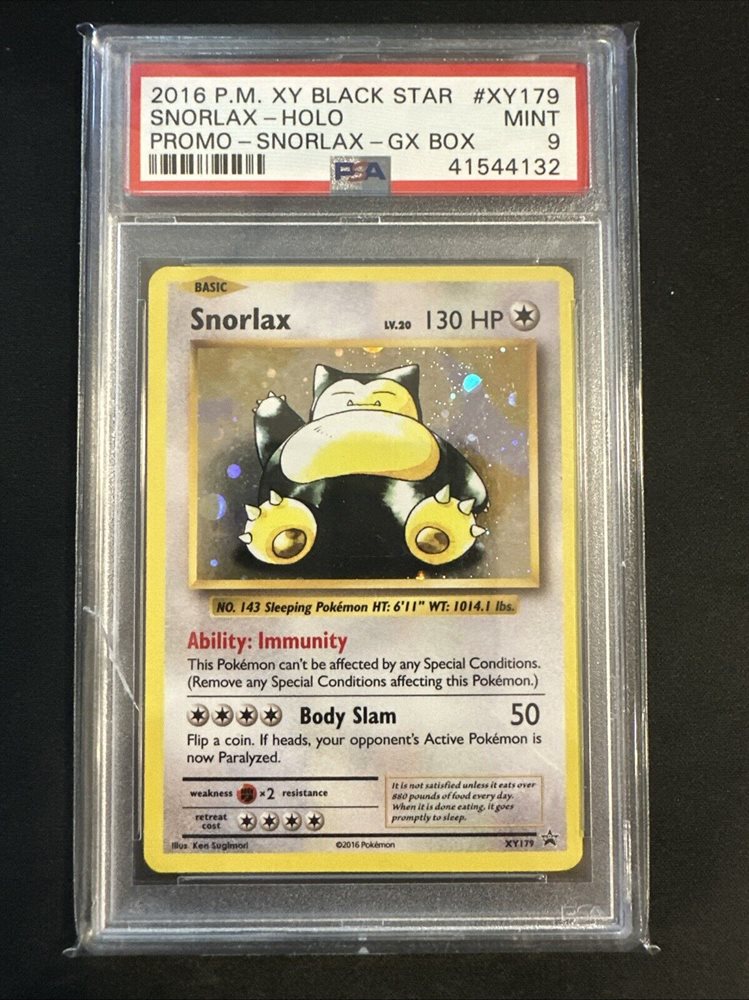 2016 P.M. XY BLACK STAR #XY179
SNORLAX-HOLO MINT
PROMO-SNORLAX-GX BOX 9
PSA 41544132
BASIC
Snorlax LV.20 130 HP
NO. 143 Sleeping Pokémon HT: 6'11" WT: 1014.1 lbs.
Ability: Immunity
This Pokémon can't be affected by any Special Conditions.
(Remove any Special Conditions affecting this Pokémon.)
Body Slam 50
Flip a coin. If heads, your opponent's Active Pokémon is
now Paralyzed.
weakness ×2 resistance
retreat
cost
It is not satisfied unless it eats over
880 pounds of food every day.
When it is done eating, it goes
promptly to sleep.
Illus. Ken Sugimori ©2016 Pokémon XY179
PSA